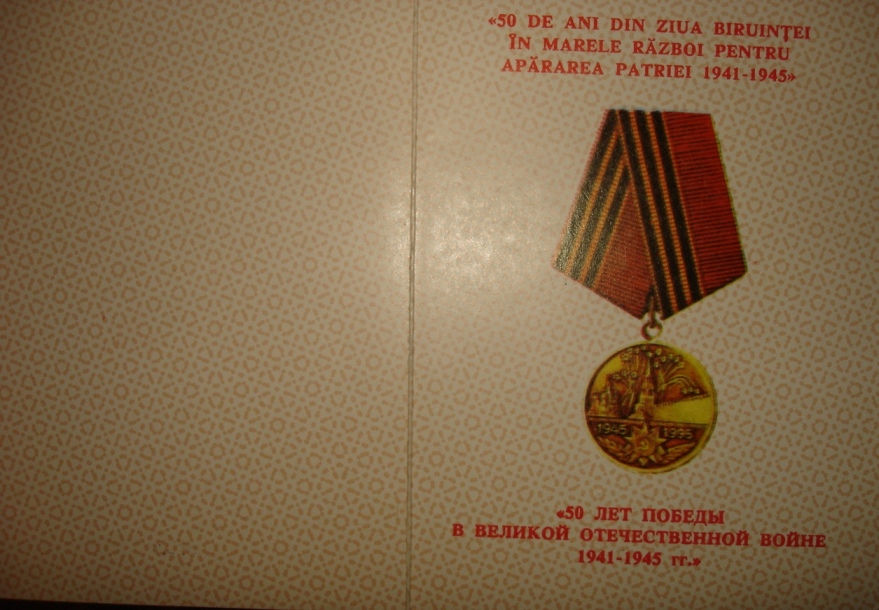 «50 DE ANI DIN ZIUA BIRUINŢEI
ÎN MARELE RĂZBOI PENTRU
APĂRAREA PATRIEI 1941-1945»
1945 1995
«50 ЛЕТ ПОБЕДЫ
В ВЕЛИКОЙ ОТЕЧЕСТВЕННОЙ ВОЙНЕ
1941-1945 гг.»